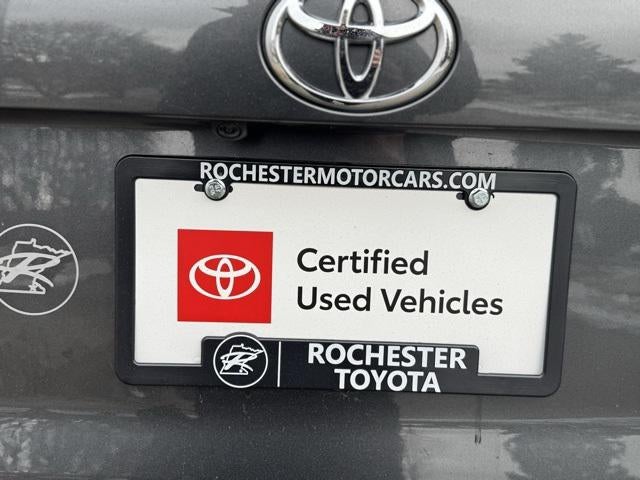 ROCHESTERMOTORCARS.COM
Certified
Used Vehicles
ROCHESTER
TOYOTA